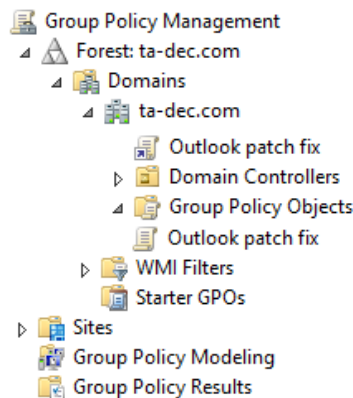 Group Policy Management
Forest: ta-dec.com
Domains
ta-dec.com
Outlook patch fix
Domain Controllers
Group Policy Objects
Outlook patch fix
WMI Filters
Starter GPOs
Sites
Group Policy Modeling
Group Policy Results